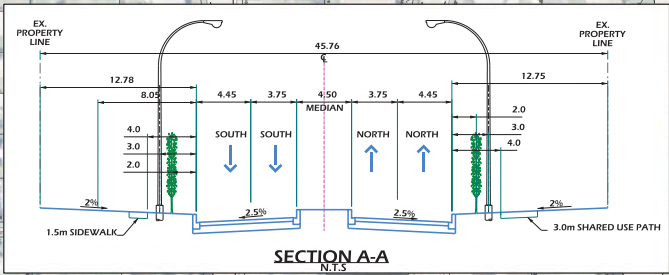 EX.
PROPERTY
LINE
EX.
PROPERTY
LINE
45.76
℄
12.78
12.75
8.05
4.45
3.75
4.50
3.75
4.45
MEDIAN
2.0
3.0
4.0
4.0
3.0
2.0
SOUTH
SOUTH
NORTH
NORTH
2%
2.5%
2.5%
2%
1.5m SIDEWALK
3.0m SHARED USE PATH
SECTION A-A
N.T.S